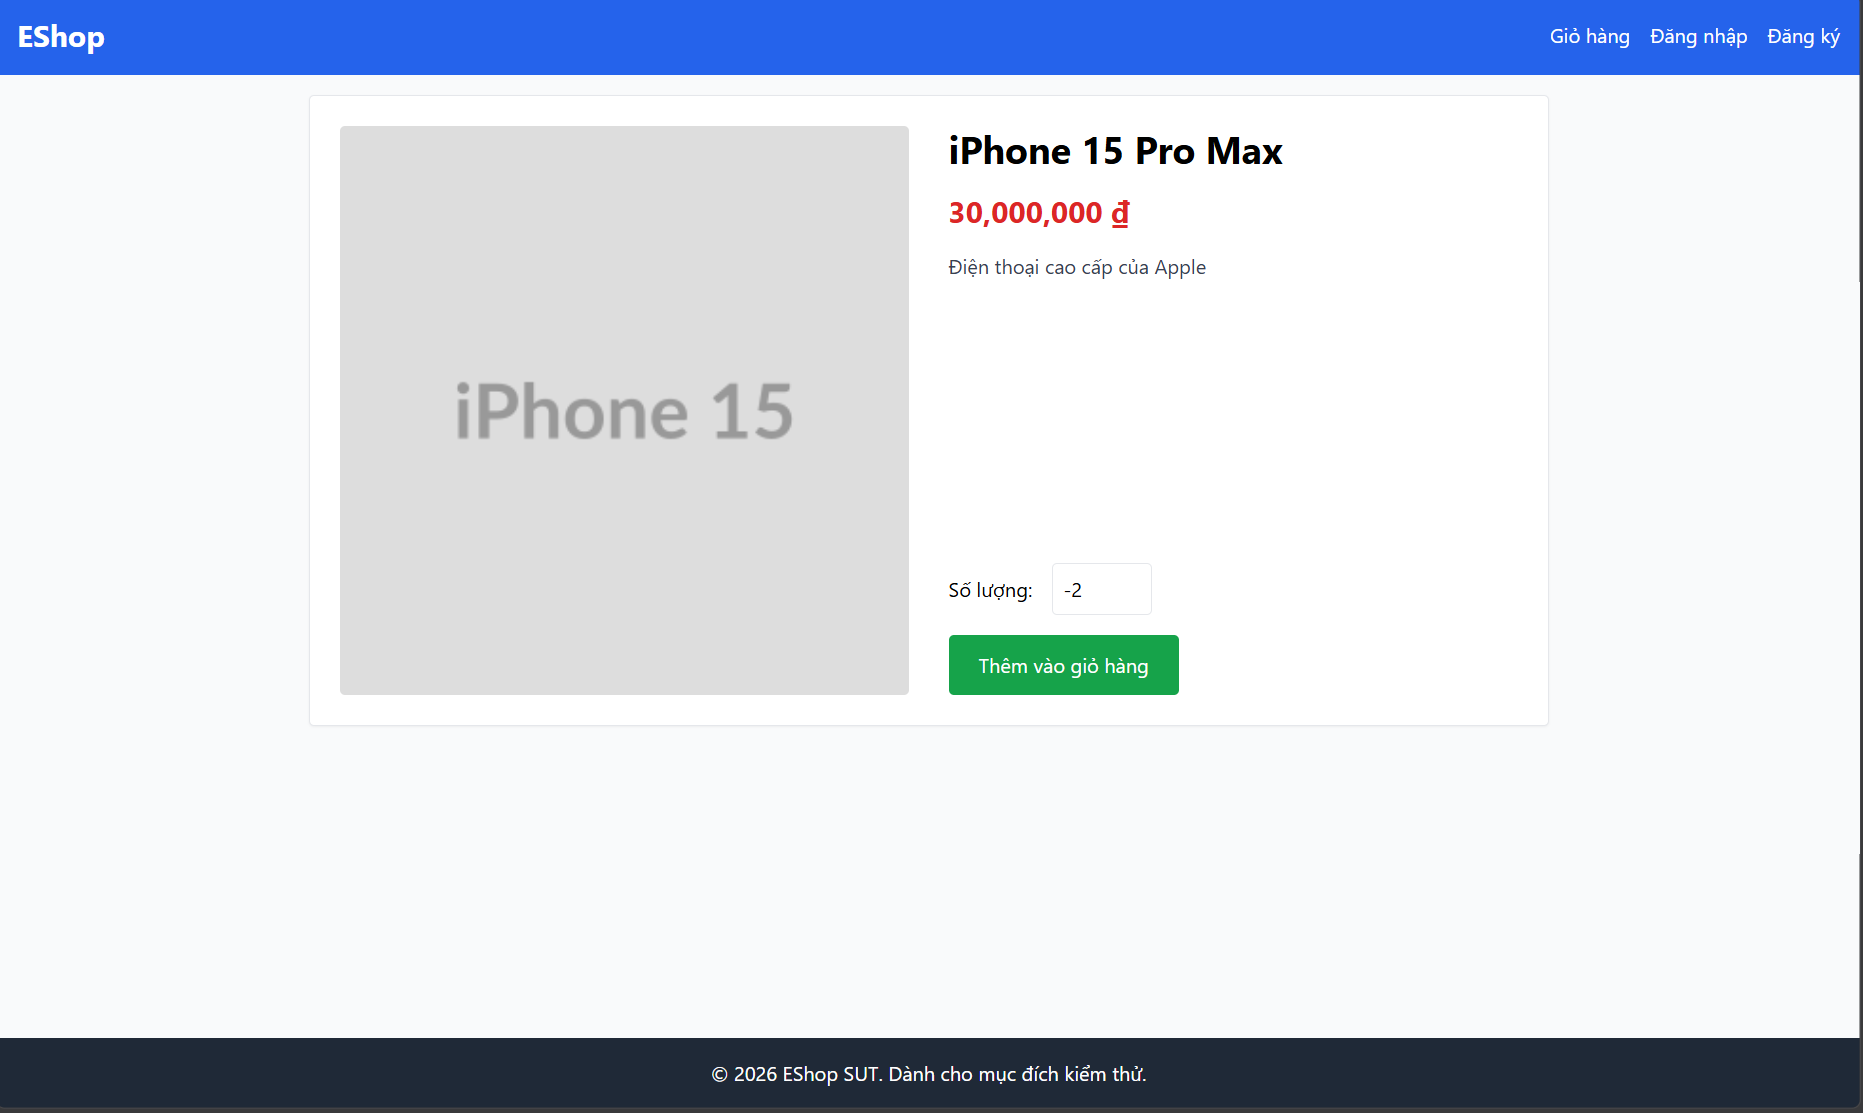 EShop
Giỏ hàng Đăng nhập Đăng ký
iPhone 15
iPhone 15 Pro Max
30,000,000 ₫
Điện thoại cao cấp của Apple
Số lượng: -2
Thêm vào giỏ hàng
© 2026 EShop SUT. Dành cho mục đích kiểm thử.